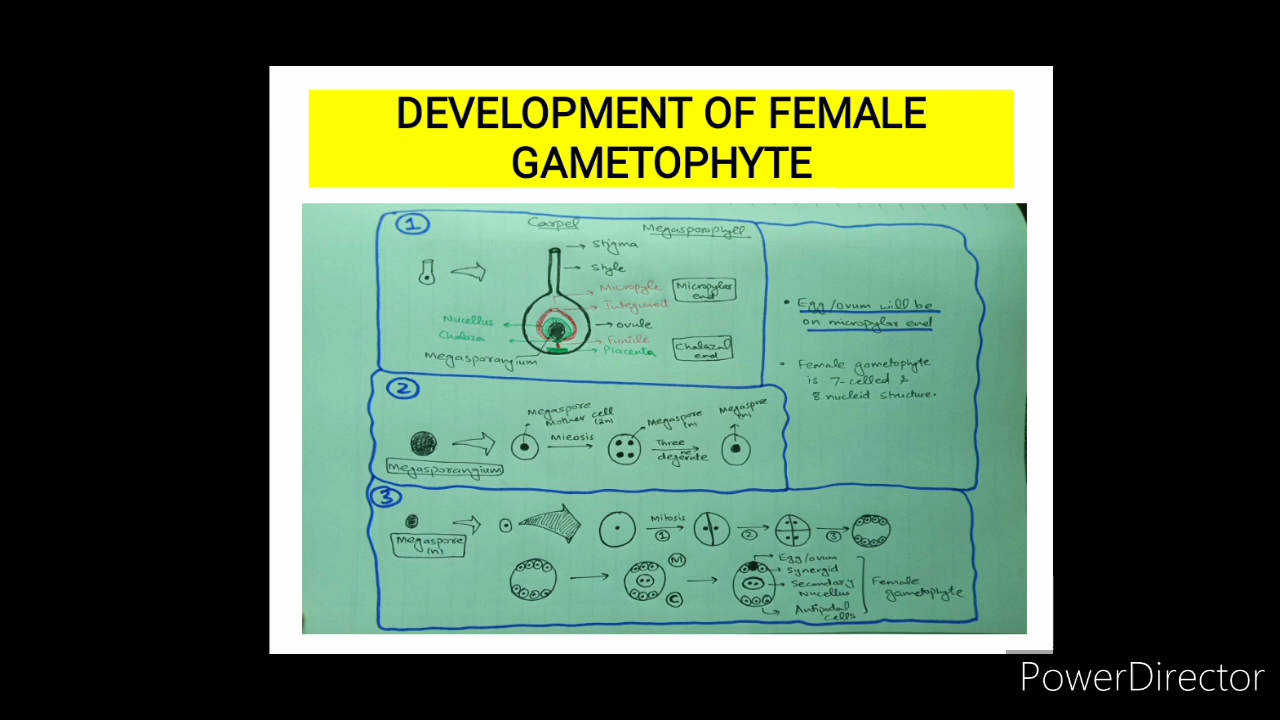 DEVELOPMENT OF FEMALE
GAMETOPHYTE
1
Carpel
Megasporophyll
Stigma
Style
Micropyle
Micropylar
end
Integument
Nucellus
ovule
Chalaza
Funicle
Chalazal
end
Placenta
Megasporangium
• Egg/ovum will be
on micropylar end
• Female gametophyte
is 7-celled &
8 nucleid structure.
2
Megasporangium
Megaspore
Mother cell
(2n)
Mieosis
Megaspore
(n)
Three
degerate
ne
Megaspore
(n)
3
Megaspore
(n)
Mitosis
1
2
3
M
C
Egg/ovum
Synergid
Secondary
Nucellus
Antipodal
cells
Female
gametophyte
PowerDirector